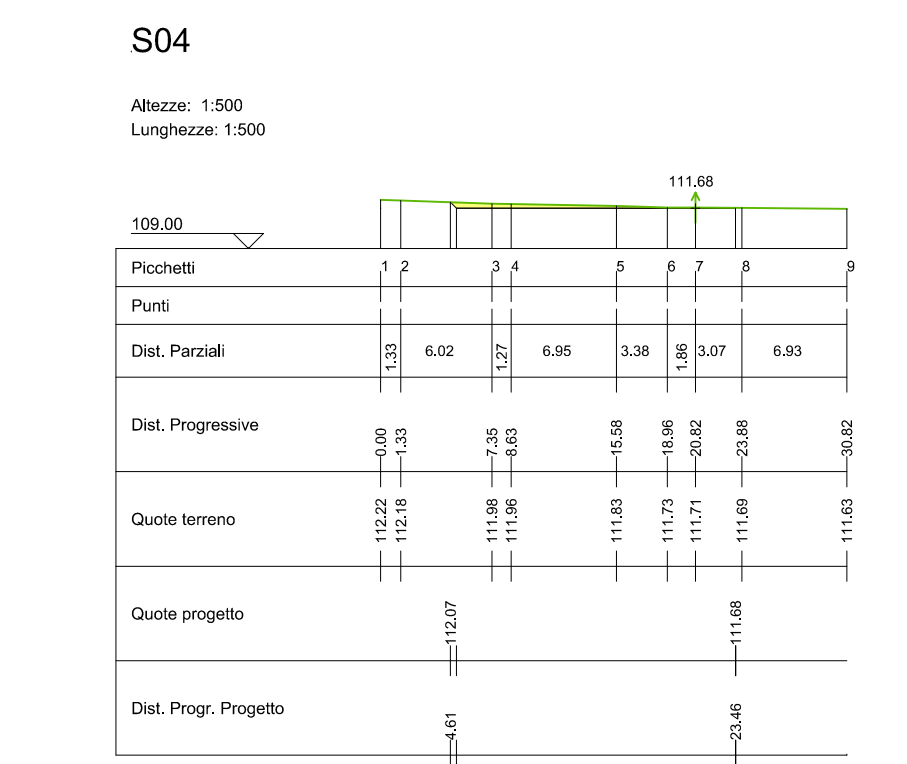 S04
Altezze: 1:500
Lunghezze: 1:500
111.68
109.00
Picchetti 1 2 3 4 5 6 7 8 9
Punti
Dist. Parziali 1.33 6.02 1.27 6.95 3.38 1.86 3.07 6.93
Dist. Progressive 0.00 1.33 7.35 8.63 15.58 18.96 20.82 23.88 30.82
Quote terreno 112.22 112.18 111.98 111.96 111.83 111.73 111.71 111.69 111.63
Quote progetto 112.07 111.68
Dist. Progr. Progetto 4.61 23.46